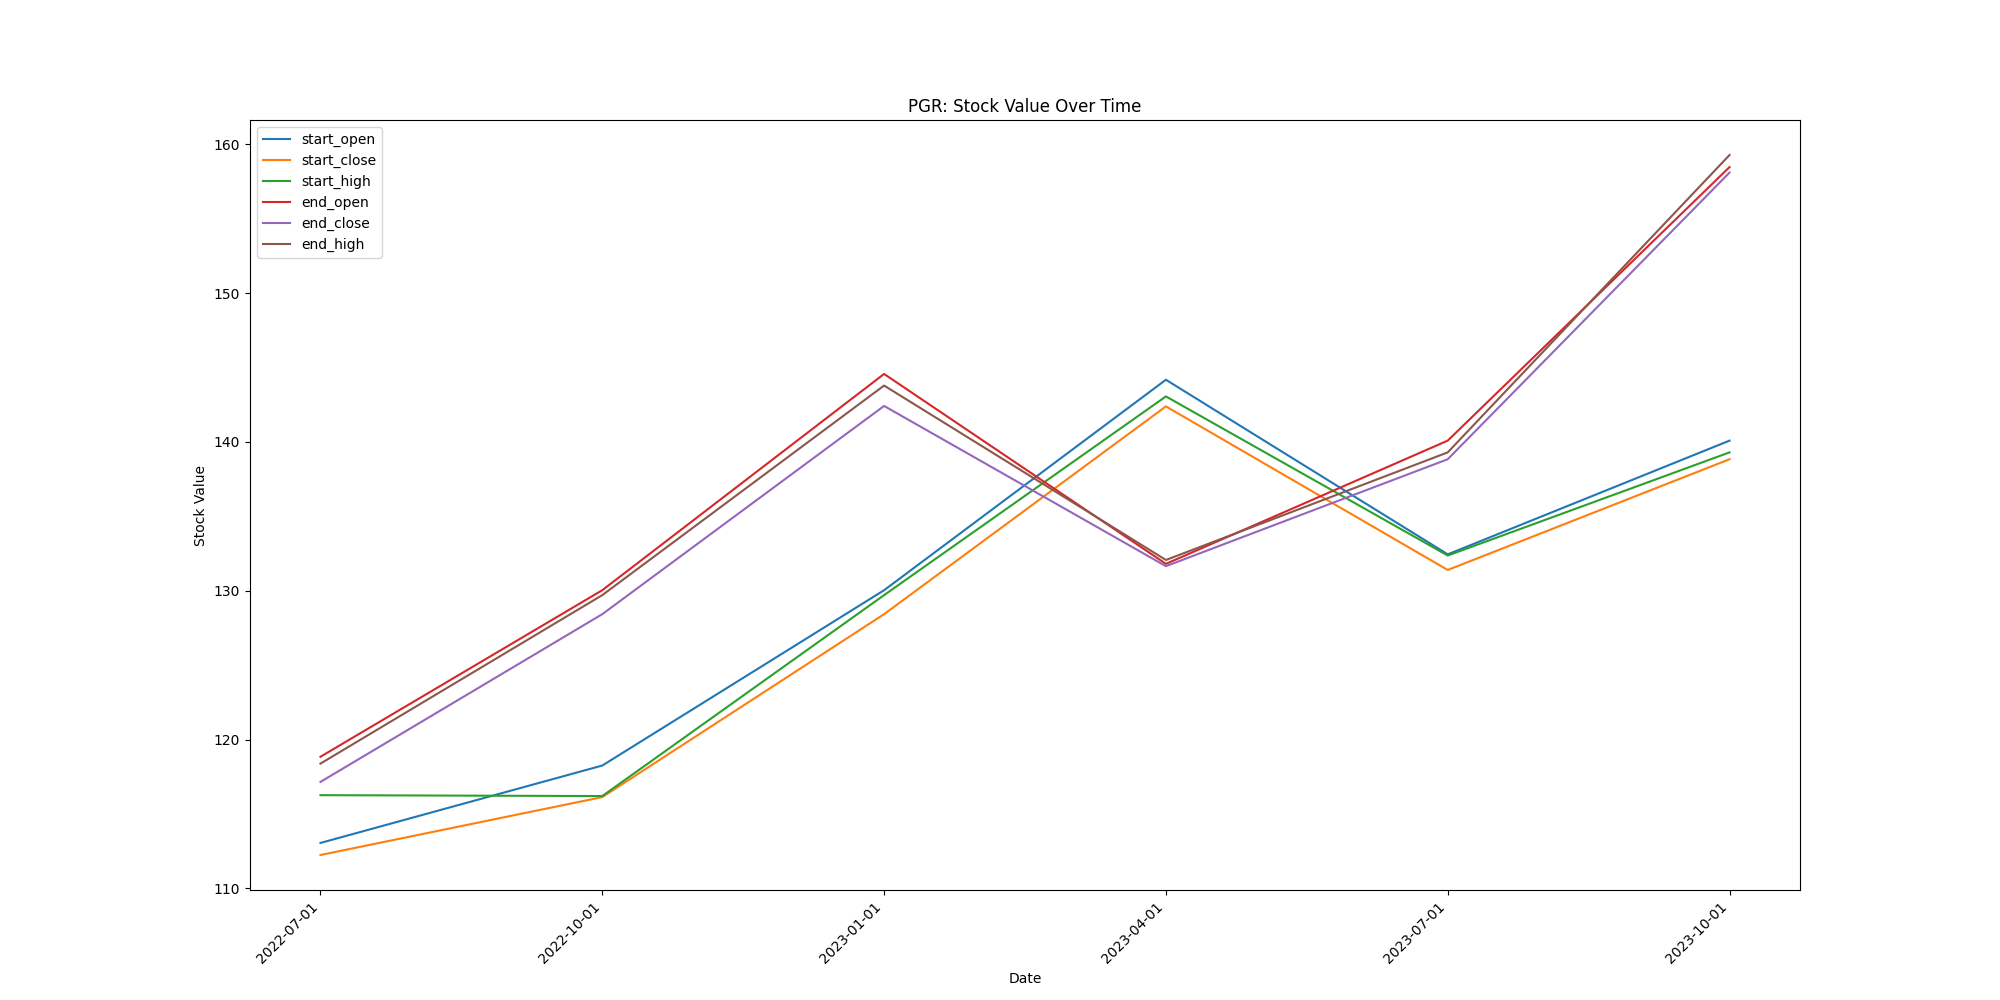 PGR: Stock Value Over Time
start_open
start_close
start_high
end_open
end_close
end_high
160
150
140
130
120
110
Stock Value
2022-07-01
2022-10-01
2023-01-01
2023-04-01
2023-07-01
2023-10-01
Date